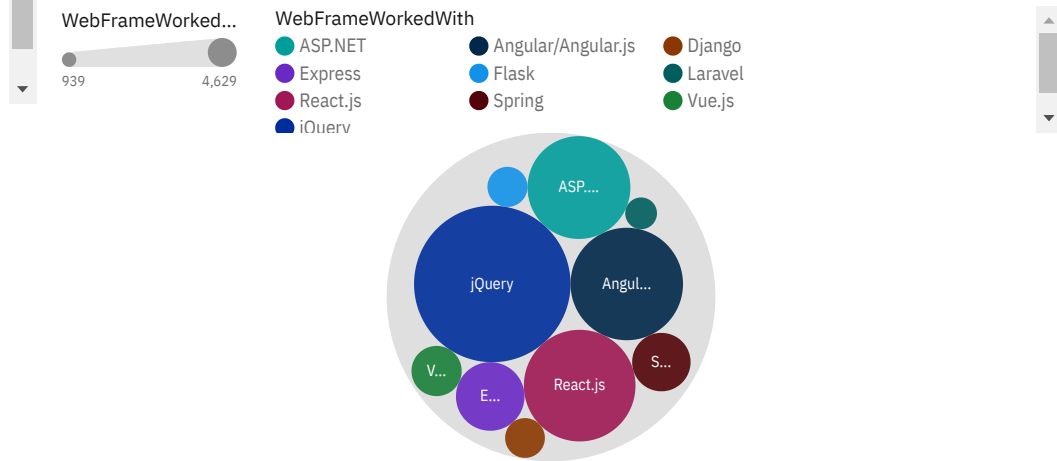 WebFrameWorked...
939 4,629
WebFrameWorkedWith
ASP.NET Angular/Angular.js Django
Express Flask Laravel
React.js Spring Vue.js
jQuery
ASP....
jQuery
Angul...
V...
E...
React.js
S...